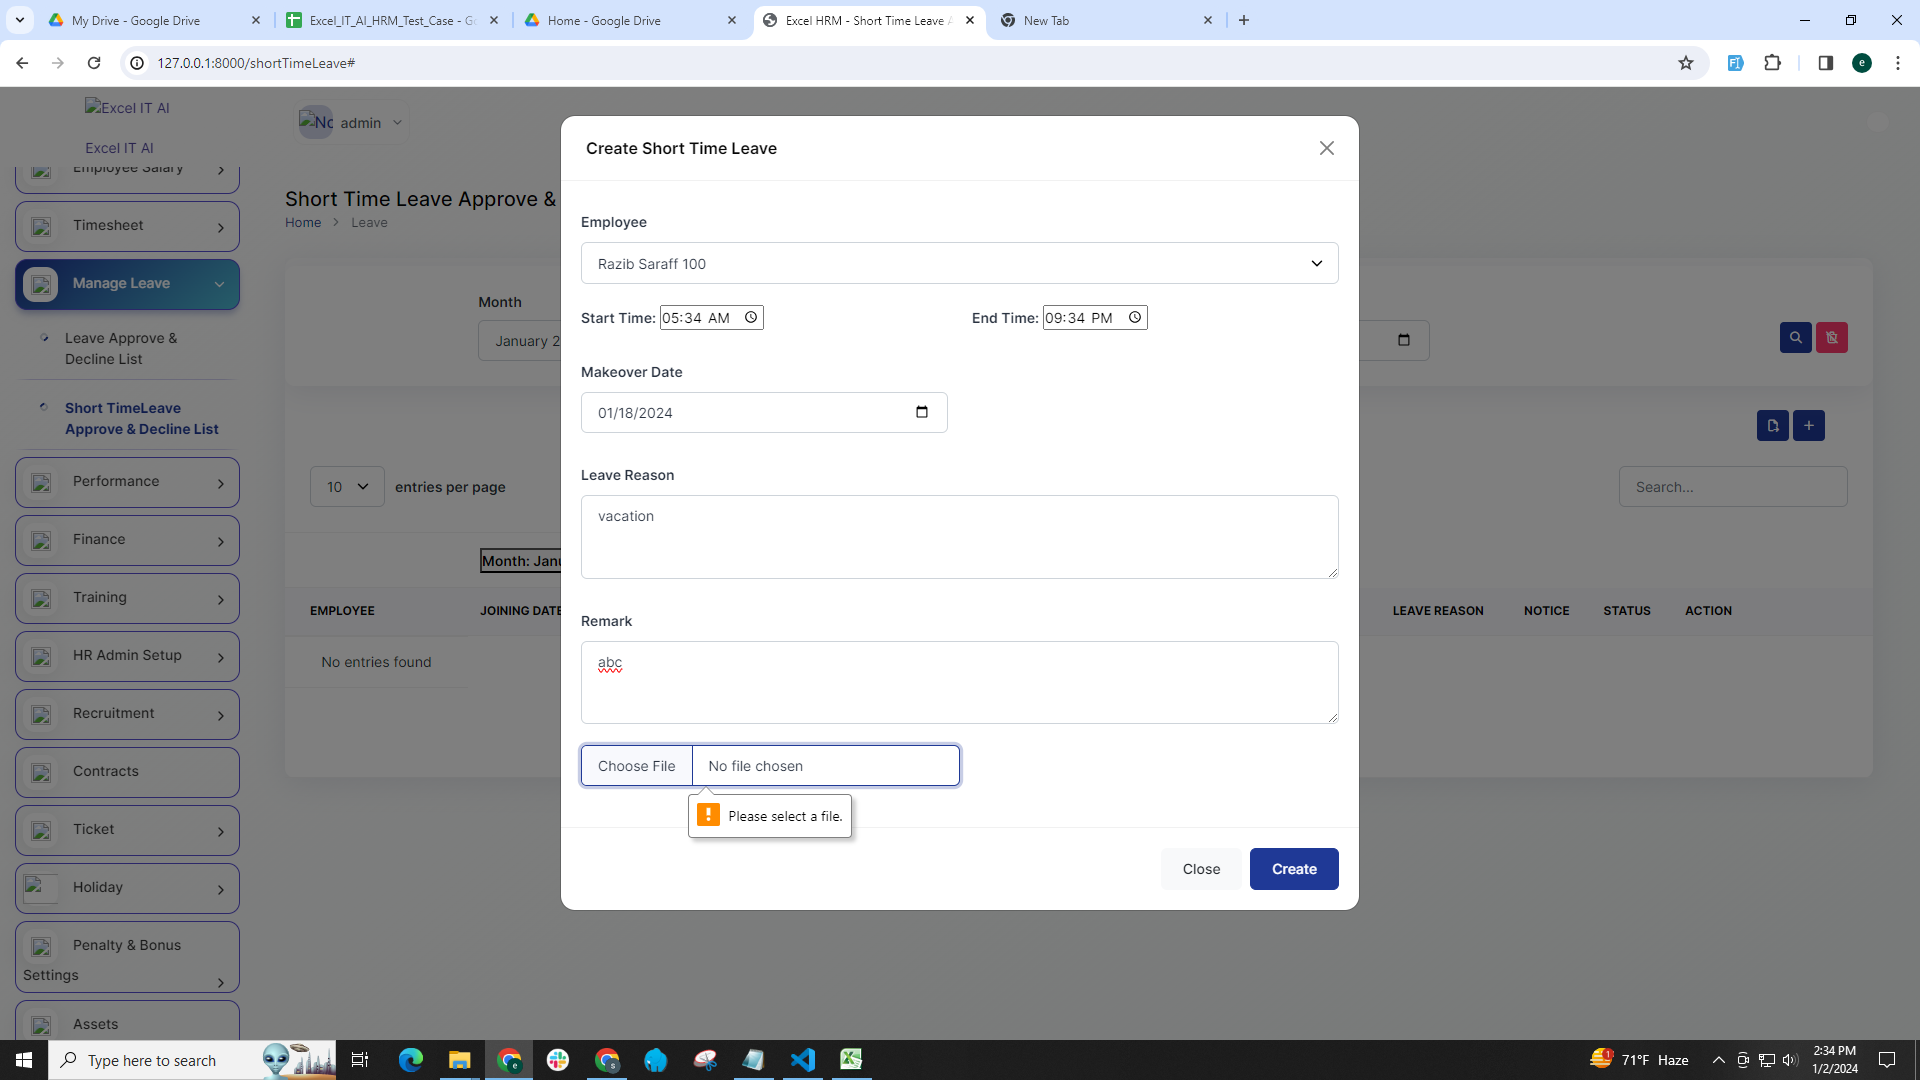 My Drive - Google Drive
Excel_IT_AI_HRM_Test_Case - Go
Home - Google Drive
Excel HRM - Short Time Leave A
New Tab
127.0.0.1:8000/shortTimeLeave#
e
Excel IT AI
Excel IT AI
No
admin
Employee Salary
Timesheet
Manage Leave
Leave Approve &
Decline List
Short TimeLeave
Approve & Decline List
Performance
Finance
Training
HR Admin Setup
Recruitment
Contracts
Ticket
Holiday
Penalty & Bonus
Settings
Assets
Short Time Leave Approve &
Home
Leave
Month
January 2
10
entries per page
Search...
Month: Janu
EMPLOYEE
JOINING DATE
LEAVE REASON
NOTICE
STATUS
ACTION
No entries found
Create Short Time Leave
Employee
Razib Saraff 100
Start Time: 05:34 AM
End Time: 09:34 PM
Makeover Date
01/18/2024
Leave Reason
vacation
Remark
abc
Choose File
No file chosen
Please select a file.
Close
Create
Type here to search
e
s
1
71°F Haze
2:34 PM
1/2/2024